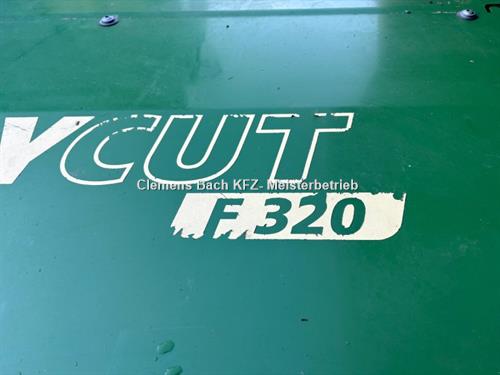 YCUT
Clemens Bach KFZ- Meisterbetrieb
F 320